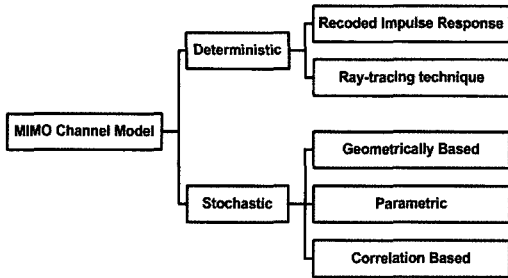 Recoded Impulse Response
Deterministic
Ray-tracing technique
MIMO Channel Model
Geometrically Based
Stochastic
Parametric
Correlation Based